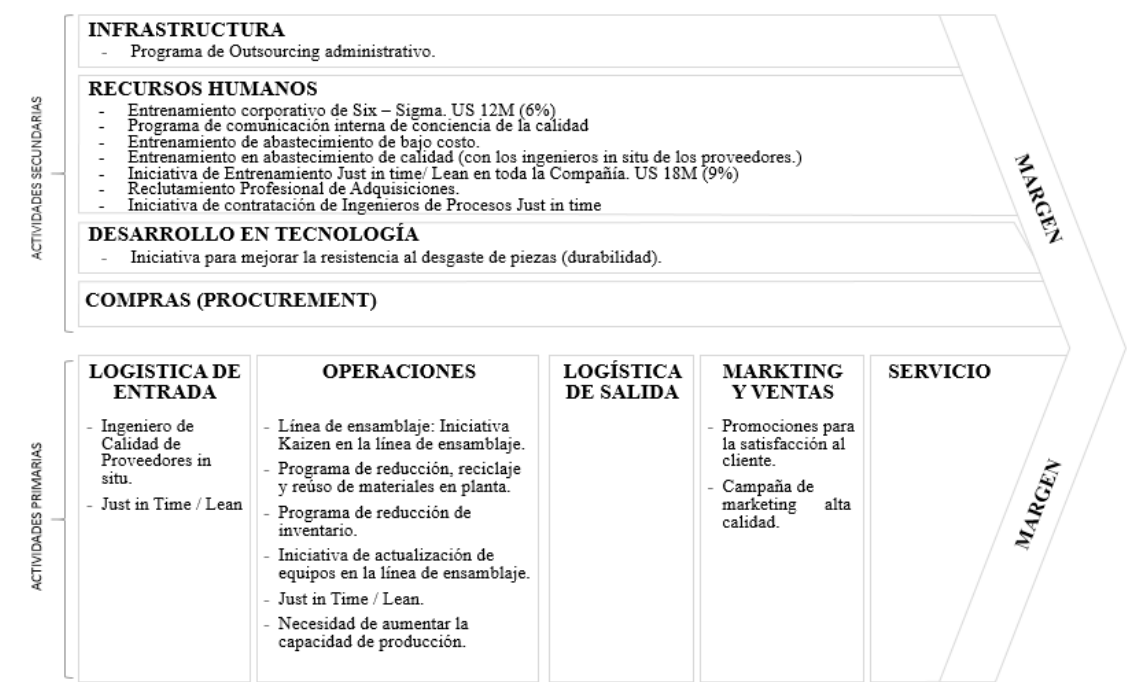 INFRASTRUCTURA
- Programa de Outsourcing administrativo.
ACTIVIDADES SECUNDARIAS
RECURSOS HUMANOS
- Entrenamiento corporativo de Six – Sigma. US 12M (6%)
- Programa de comunicación interna de conciencia de la calidad
- Entrenamiento de abastecimiento de bajo costo.
- Entrenamiento en abastecimiento de calidad (con los ingenieros in situ de los proveedores.)
- Iniciativa de Entrenamiento Just in time/ Lean en toda la Compañía. US 18M (9%)
- Reclutamiento Profesional de Adquisiciones.
- Iniciativa de contratación de Ingenieros de Procesos Just in time
MARGEN
DESARROLLO EN TECNOLOGÍA
- Iniciativa para mejorar la resistencia al desgaste de piezas (durabilidad).
COMPRAS (PROCUREMENT)
ACTIVIDADES PRIMARIAS
LOGISTICA DE
ENTRADA
- Ingeniero de
Calidad de
Proveedores in
situ.
- Just in Time / Lean
OPERACIONES
- Línea de ensamblaje: Iniciativa
Kaizen en la línea de ensamblaje.
- Programa de reducción, reciclaje
y reúso de materiales en planta.
- Programa de reducción de
inventario.
- Iniciativa de actualización de
equipos en la línea de ensamblaje.
- Just in Time / Lean.
- Necesidad de aumentar la
capacidad de producción.
LOGÍSTICA
DE SALIDA
MARKTING
Y VENTAS
- Promociones para
la satisfacción al
cliente.
- Campaña de
marketing alta
calidad.
SERVICIO
MARGEN